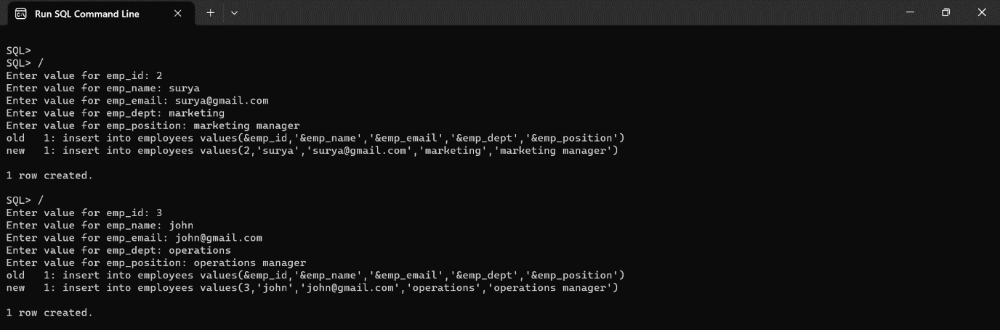 Run SQL Command Line
SQL>
SQL> /
Enter value for emp_id: 2
Enter value for emp_name: surya
Enter value for emp_email: surya@gmail.com
Enter value for emp_dept: marketing
Enter value for emp_position: marketing manager
old   1: insert into employees values(&emp_id,'&emp_name','&emp_email','&emp_dept','&emp_position')
new   1: insert into employees values(2,'surya','surya@gmail.com','marketing','marketing manager')
1 row created.
SQL> /
Enter value for emp_id: 3
Enter value for emp_name: john
Enter value for emp_email: john@gmail.com
Enter value for emp_dept: operations
Enter value for emp_position: operations manager
old   1: insert into employees values(&emp_id,'&emp_name','&emp_email','&emp_dept','&emp_position')
new   1: insert into employees values(3,'john','john@gmail.com','operations','operations manager')
1 row created.